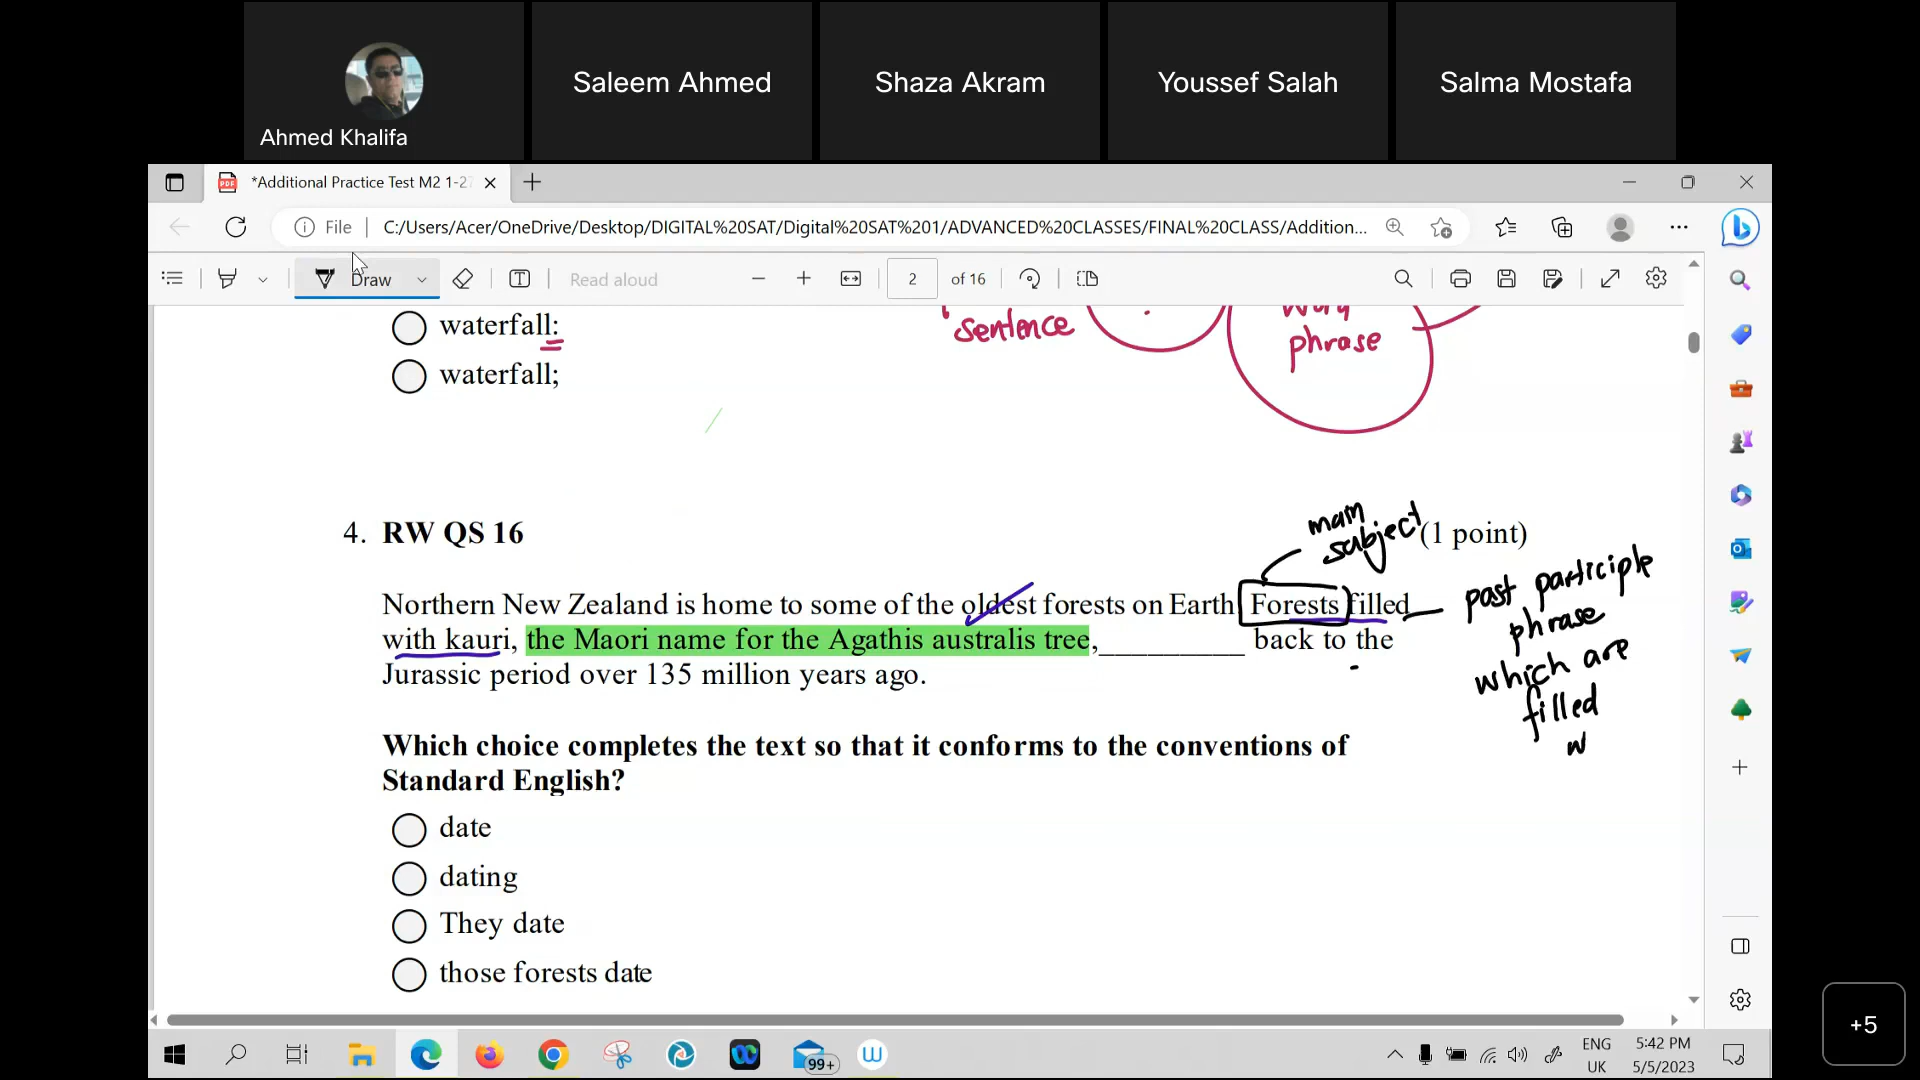 Ahmed Khalifa
Saleem Ahmed
Shaza Akram
Youssef Salah
Salma Mostafa
*Additional Practice Test M2 1-27
File
C:/Users/Acer/OneDrive/Desktop/DIGITAL%20SAT/Digital%20SAT%201/ADVANCED%20CLASSES/FINAL%20CLASS/Addition...
Draw
Read aloud
2
of 16
waterfall:
waterfall;
sentence
phrase
4. RW QS 16
main
subject
(1 point)
Northern New Zealand is home to some of the oldest forests on Earth. Forests filled
with kauri, the Maori name for the Agathis australis tree,_________ back to the
Jurassic period over 135 million years ago.
past participle
phrase
which are
filled
w
Which choice completes the text so that it conforms to the conventions of
Standard English?
date
dating
They date
those forests date
+5
99+
ENG
UK
5:42 PM
5/5/2023